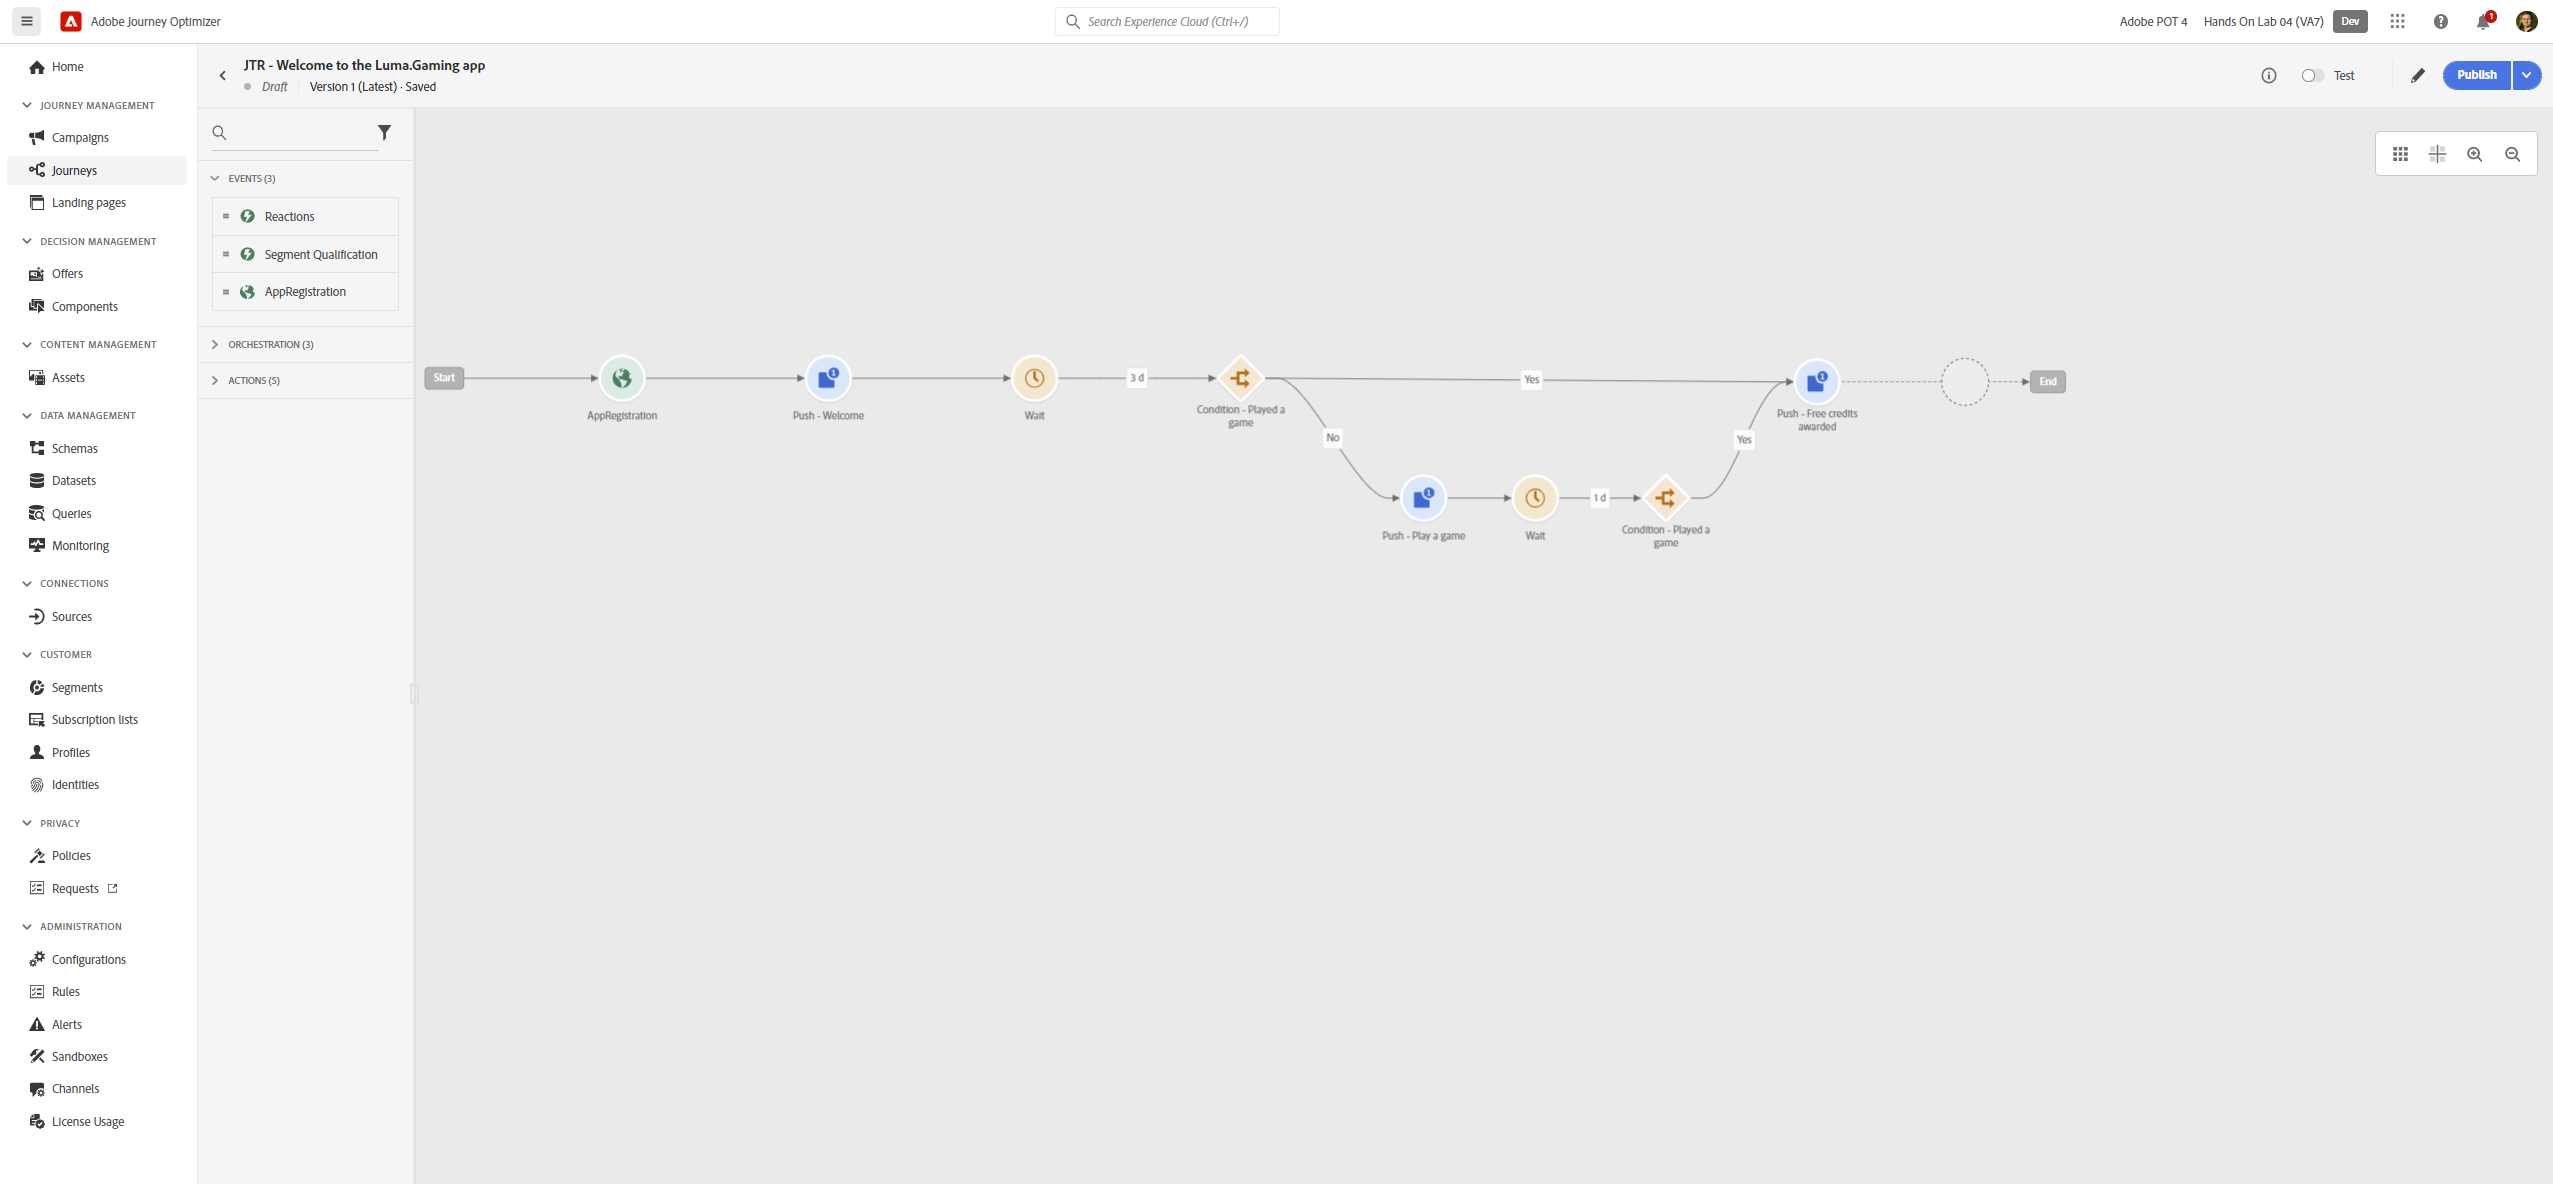 Adobe Journey Optimizer
Search Experience Cloud (Ctrl+/)
Adobe POT 4
Hands On Lab 04 (VA7)
Dev
1
Home
JOURNEY MANAGEMENT
Campaigns
Journeys
Landing pages
DECISION MANAGEMENT
Offers
Components
CONTENT MANAGEMENT
Assets
DATA MANAGEMENT
Schemas
Datasets
Queries
Monitoring
CONNECTIONS
Sources
CUSTOMER
Segments
Subscription lists
Profiles
Identities
PRIVACY
Policies
Requests
ADMINISTRATION
Configurations
Rules
Alerts
Sandboxes
Channels
License Usage
JTR - Welcome to the Luma.Gaming app
Draft
Version 1 (Latest) · Saved
Test
Publish
EVENTS (3)
Reactions
Segment Qualification
AppRegistration
ORCHESTRATION (3)
ACTIONS (5)
Start
AppRegistration
1
Push - Welcome
Wait
3 d
Condition - Played a
game
Yes
1
Push - Free credits
awarded
End
No
Yes
1
Push - Play a game
Wait
1 d
Condition - Played a
game